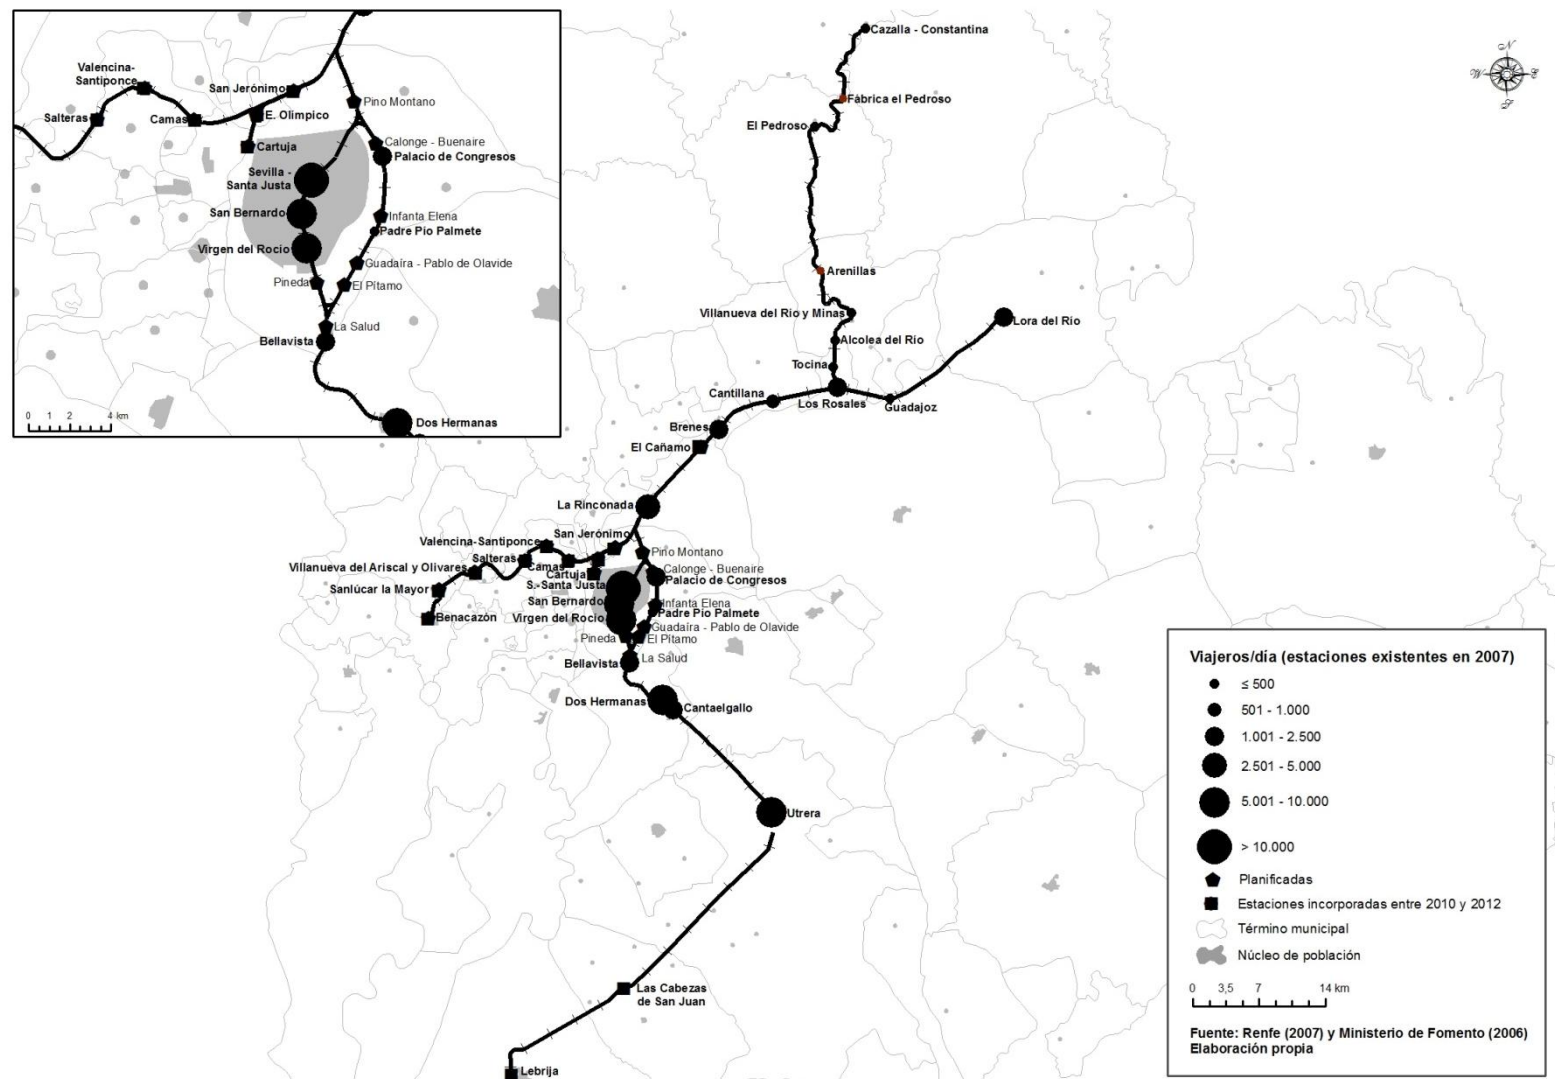 Valencina-
Santiponce
San Jerónimo
Pino Montano
Salteras
Camas
E. Olímpico
Cartuja
Calonge - Buenaire
Palacio de Congresos
Sevilla -
Santa Justa
San Bernardo
Infanta Elena
Padre Pío Palmete
Virgen del Rocío
Guadaíra - Pablo de Olavide
Pineda
El Pítamo
La Salud
Bellavista
0 1 2 4 km
Dos Hermanas
Cazalla - Constantina
N
W
E
S
Fábrica el Pedroso
El Pedroso
Arenillas
Villanueva del Río y Minas
Lora del Río
Alcolea del Río
Tocina
Cantillana
Los Rosales
Guadajoz
Brenes
El Cañamo
La Rinconada
San Jerónimo
Valencina-Santiponce
Pino Montano
Salteras
Camas
Villanueva del Ariscal y Olivares
Cartuja
Calonge - Buenaire
Palacio de Congresos
S.-Santa Justa
Sanlúcar la Mayor
San Bernardo
Infanta Elena
Padre Pío Palmete
Benacazón
Virgen del Rocío
Guadaíra - Pablo de Olavide
Pineda
El Pítamo
La Salud
Bellavista
Dos Hermanas
Cantaelgallo
Utrera
Las Cabezas
de San Juan
Lebrija
Viajeros/día (estaciones existentes en 2007)
≤ 500
501 - 1.000
1.001 - 2.500
2.501 - 5.000
5.001 - 10.000
> 10.000
Planificadas
Estaciones incorporadas entre 2010 y 2012
Término municipal
Núcleo de población
0 3,5 7 14 km
Fuente: Renfe (2007) y Ministerio de Fomento (2006)
Elaboración propia